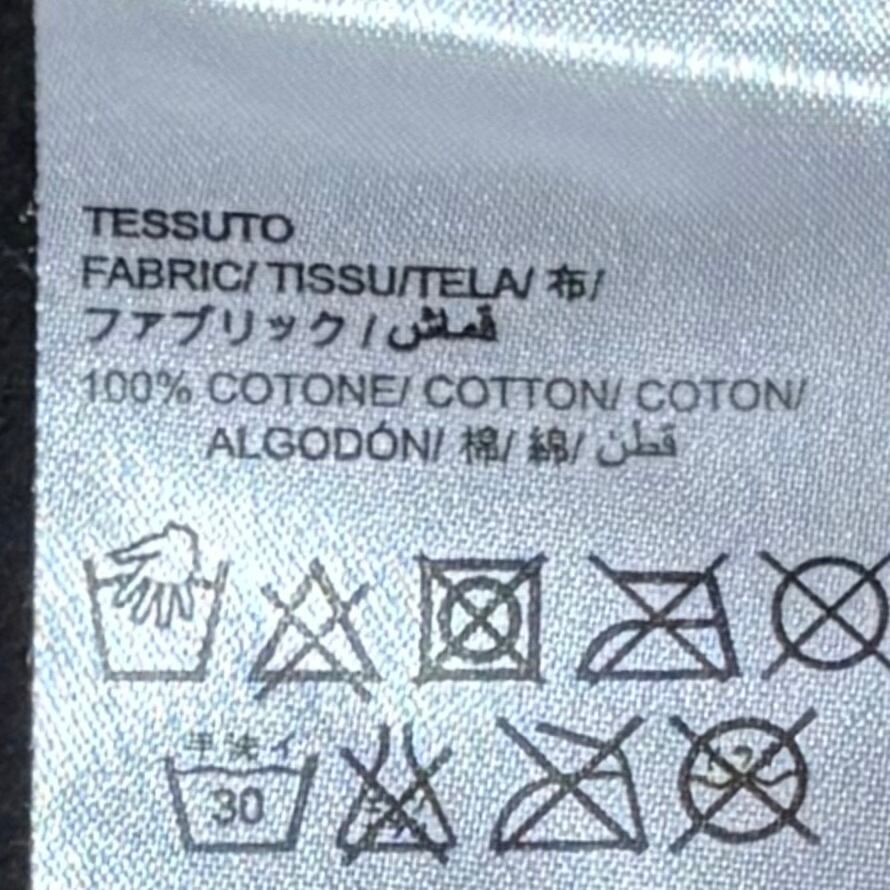 TESSUTO
FABRIC/ TISSU/TELA/ 布/
ファブリック / قماش
100% COTONE/ COTTON/ COTON/
ALGODÓN/ 棉/ 綿/ قطن
手洗イ
30